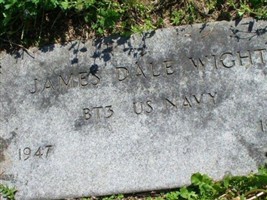 JAMES DALE WIGHT
BT3 US NAVY
1947